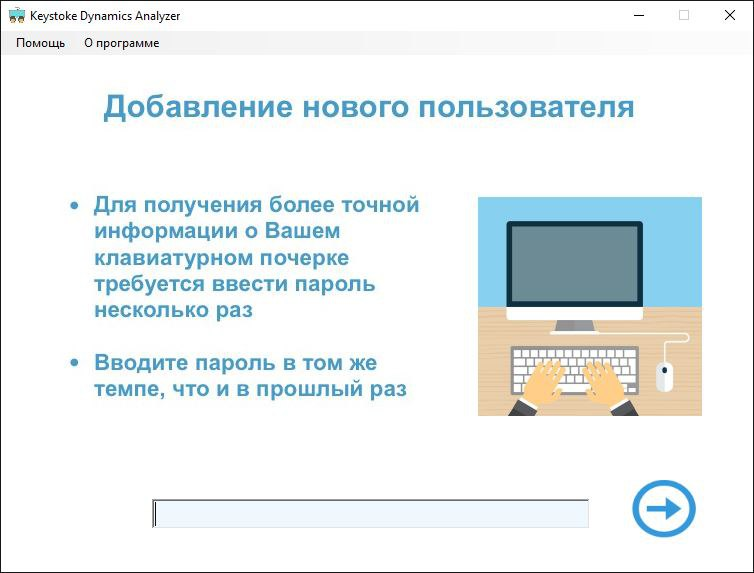 Keystoke Dynamics Analyzer
Помощь О программе
Добавление нового пользователя
Для получения более точной
информации о Вашем
клавиатурном почерке
требуется ввести пароль
несколько раз
Вводите пароль в том же
темпе, что и в прошлый раз